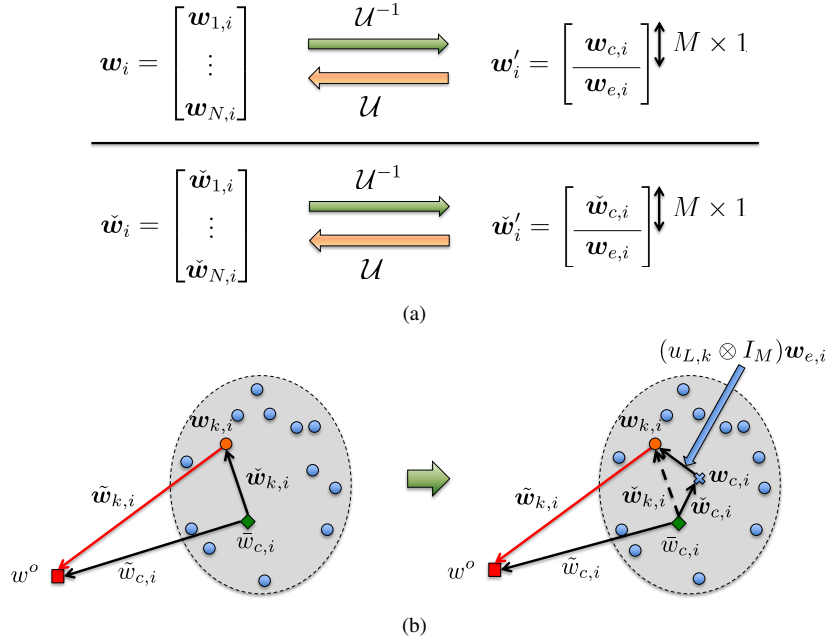 𝒘_i = [𝒘_{1,i} ⋮ 𝒘_{N,i}] 𝒰^{-1} 𝒰 𝒘′_i = [𝒘_{c,i} 𝒘_{e,i}] M × 1
𝒘̌_i = [𝒘̌_{1,i} ⋮ 𝒘̌_{N,i}] 𝒰^{-1} 𝒰 𝒘̌′_i = [𝒘̌_{c,i} 𝒘_{e,i}] M × 1
(a)
𝒘_{k,i}
𝒘̃_{k,i}
𝒘̌_{k,i}
w̄_{c,i}
w̃_{c,i}
w^o
(u_{L,k} ⊗ I_M)𝒘_{e,i}
𝒘_{k,i}
𝒘_{c,i}
𝒘̃_{k,i}
𝒘̌_{k,i}
𝒘̌_{c,i}
w̄_{c,i}
w̃_{c,i}
w^o
(b)